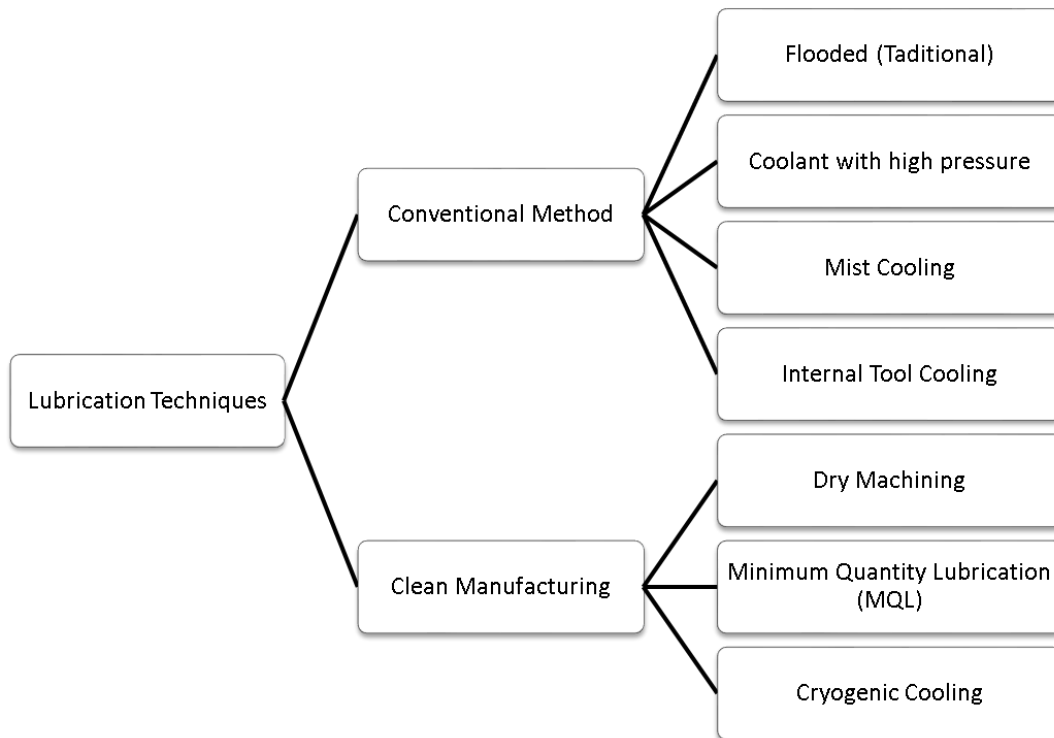 Lubrication Techniques
Conventional Method
Flooded (Taditional)
Coolant with high pressure
Mist Cooling
Internal Tool Cooling
Clean Manufacturing
Dry Machining
Minimum Quantity Lubrication
(MQL)
Cryogenic Cooling